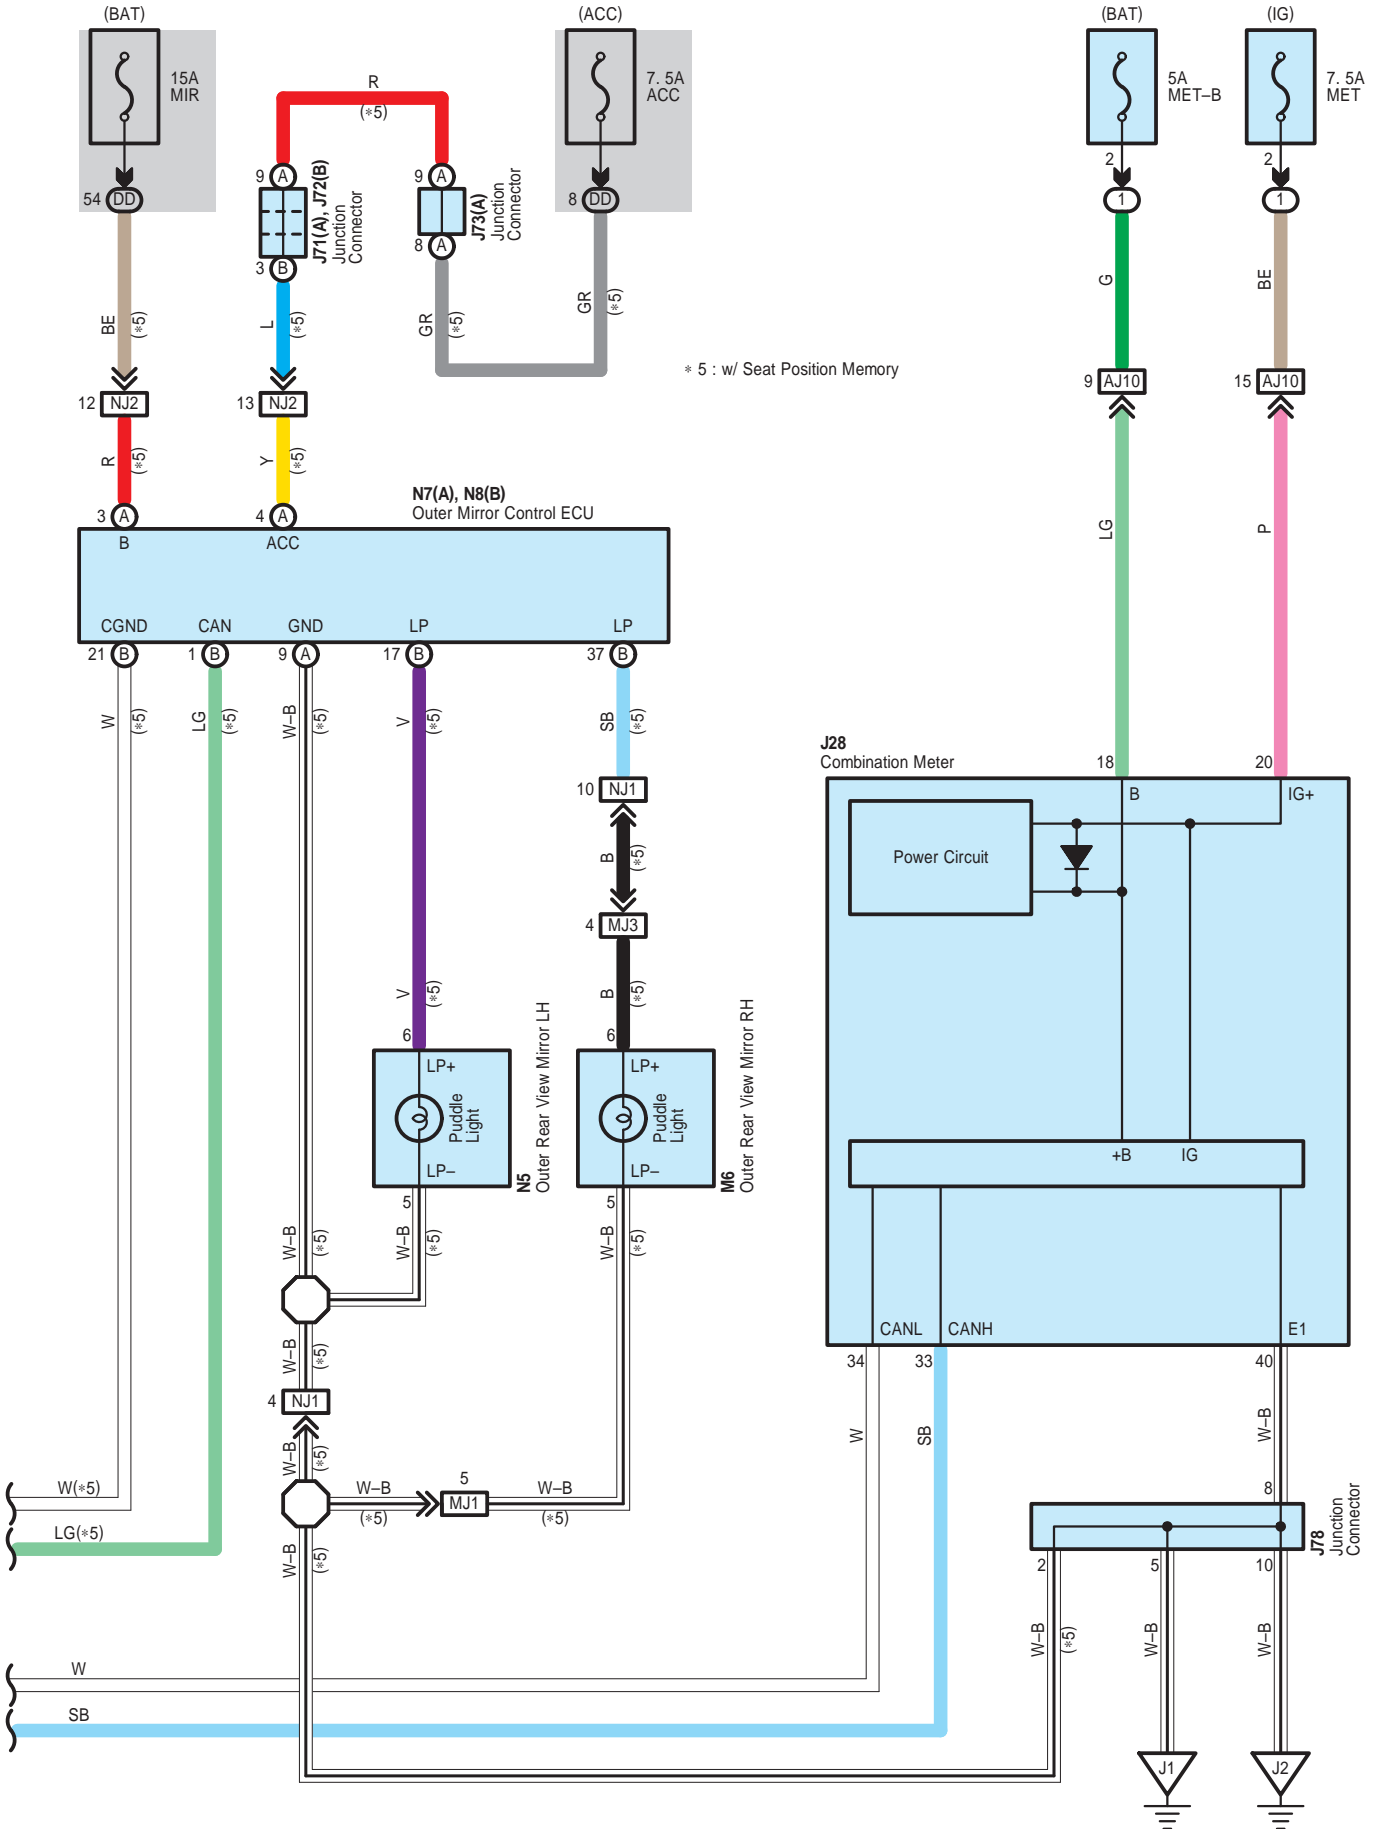 (BAT)
(ACC)
(BAT)
(IG)
15A
MIR
R
(*5)
7. 5A
ACC
5A
MET–B
7. 5A
MET
2
2
9 A
9 A
54 DD
8 DD
1
1
J71(A), J72(B)
Junction
Connector
J73(A)
Junction
Connector
8 A
3 B
BE
(*5)
L
(*5)
GR
(*5)
GR
(*5)
G
BE
* 5 : w/ Seat Position Memory
9 AJ10
15 AJ10
12 NJ2
13 NJ2
R
(*5)
Y
(*5)
N7(A), N8(B)
Outer Mirror Control ECU
3 A
4 A
B
ACC
LG
P
CGND
CAN
GND
LP
LP
21 B
1 B
9 A
17 B
37 B
W
(*5)
LG
(*5)
W–B
(*5)
V
(*5)
SB
(*5)
J28
Combination Meter
18
20
B
IG+
10 NJ1
Power Circuit
B
(*5)
4 MJ3
V
(*5)
B
(*5)
6
6
LP+
LP+
Puddle
Light
Puddle
Light
LP–
LP–
N5
Outer Rear View Mirror LH
M6
Outer Rear View Mirror RH
+B
IG
5
5
W–B
(*5)
W–B
(*5)
W–B
(*5)
CANL
CANH
E1
34
33
40
W–B
(*5)
4 NJ1
W–B
(*5)
W
SB
W–B
W(*5)
W–B
(*5)
5
MJ1
W–B
(*5)
8
LG(*5)
W–B
(*5)
J78
Junction
Connector
2
5
10
W–B
(*5)
W–B
W–B
W
SB
J1
J2